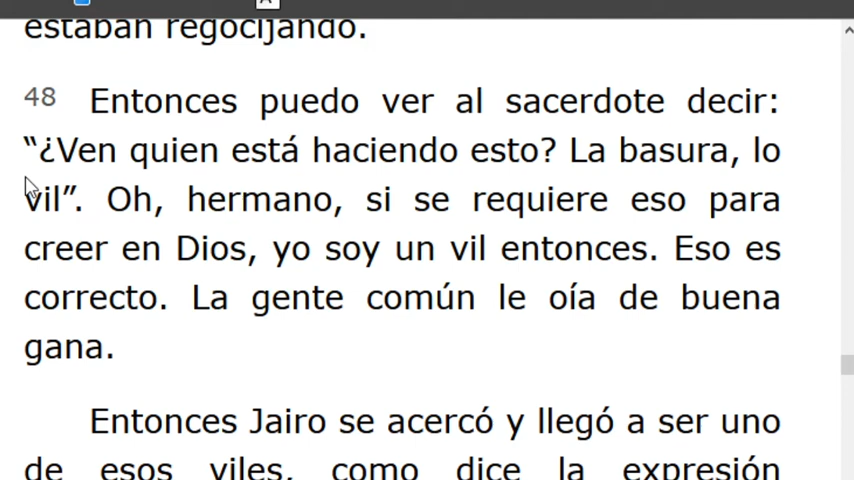 estaban regocijando.
48 Entonces puedo ver al sacerdote decir:
“¿Ven quien está haciendo esto? La basura, lo
vil”. Oh, hermano, si se requiere eso para
creer en Dios, yo soy un vil entonces. Eso es
correcto. La gente común le oía de buena
gana.
Entonces Jairo se acercó y llegó a ser uno
de esos viles, como dice la expresión